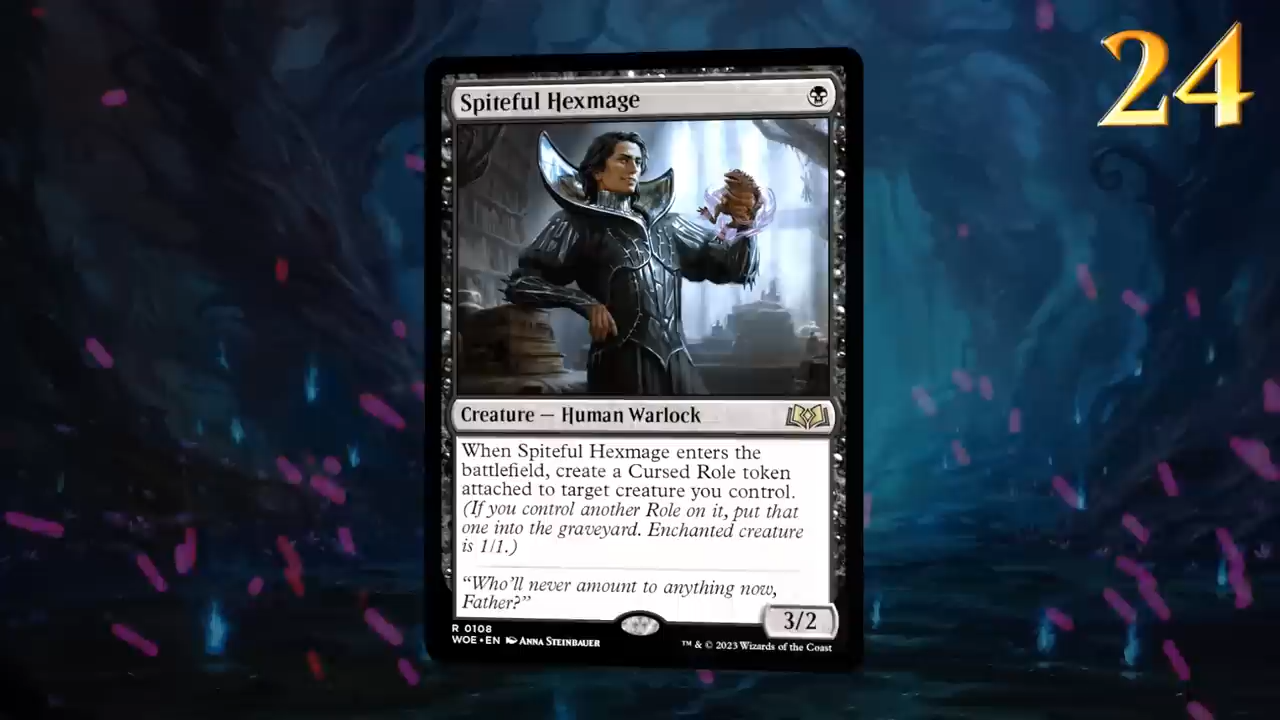 24
Spiteful Hexmage
Creature — Human Warlock
When Spiteful Hexmage enters the
battlefield, create a Cursed Role token
attached to target creature you control.
(If you control another Role on it, put that
one into the graveyard. Enchanted creature
is 1/1.)
“Who’ll never amount to anything now,
Father?”
3/2
R 0108
WOE • EN Anna Steinbauer
™ & © 2023 Wizards of the Coast